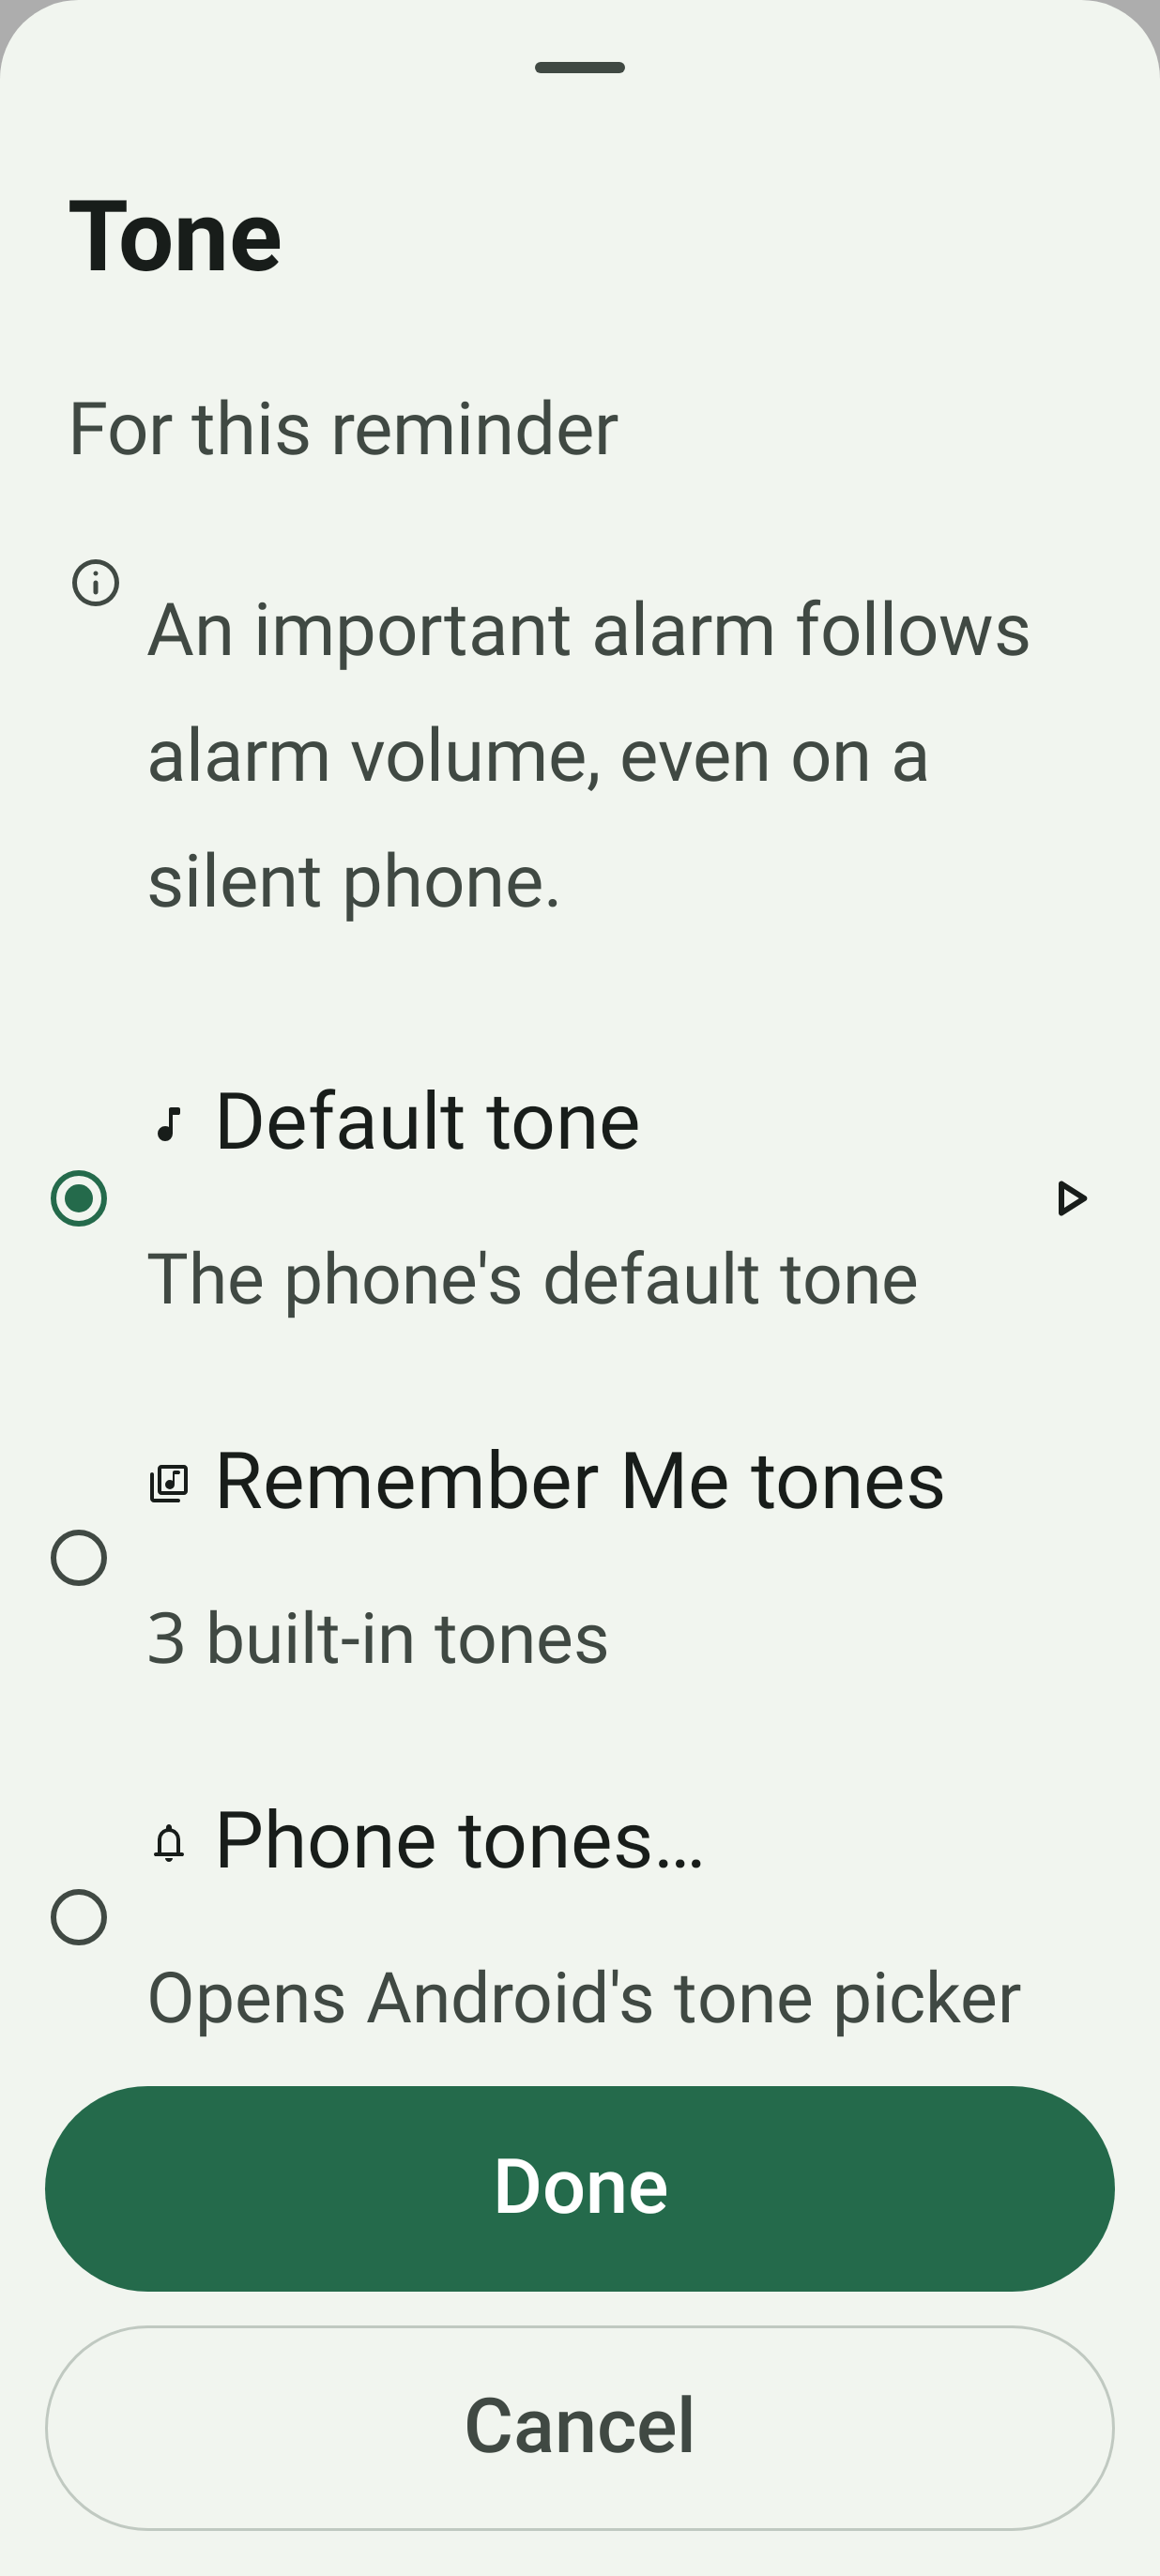 Tone
For this reminder
An important alarm follows
alarm volume, even on a
silent phone.
Default tone
The phone's default tone
Remember Me tones
3 built-in tones
Phone tones…
Opens Android's tone picker
Done
Cancel